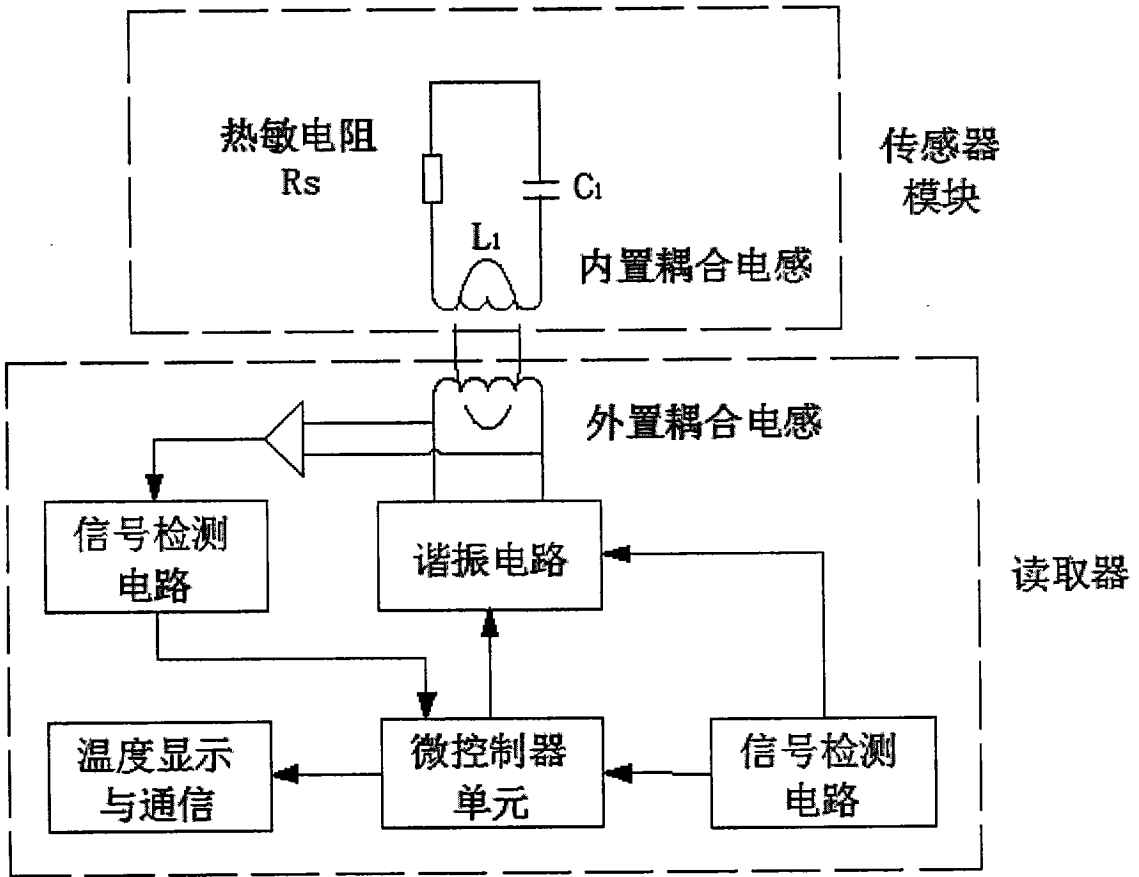 热敏电阻
Rs
C1
L1
内置耦合电感
传感器
模块
外置耦合电感
信号检测
电路
谐振电路
读取器
温度显示
与通信
微控制器
单元
信号检测
电路